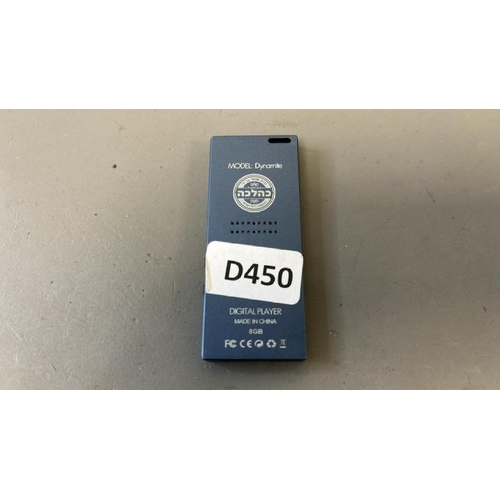 MODEL: Dynamite
כהלכה
D450
DIGITAL PLAYER
MADE IN CHINA
8GB
FC CE